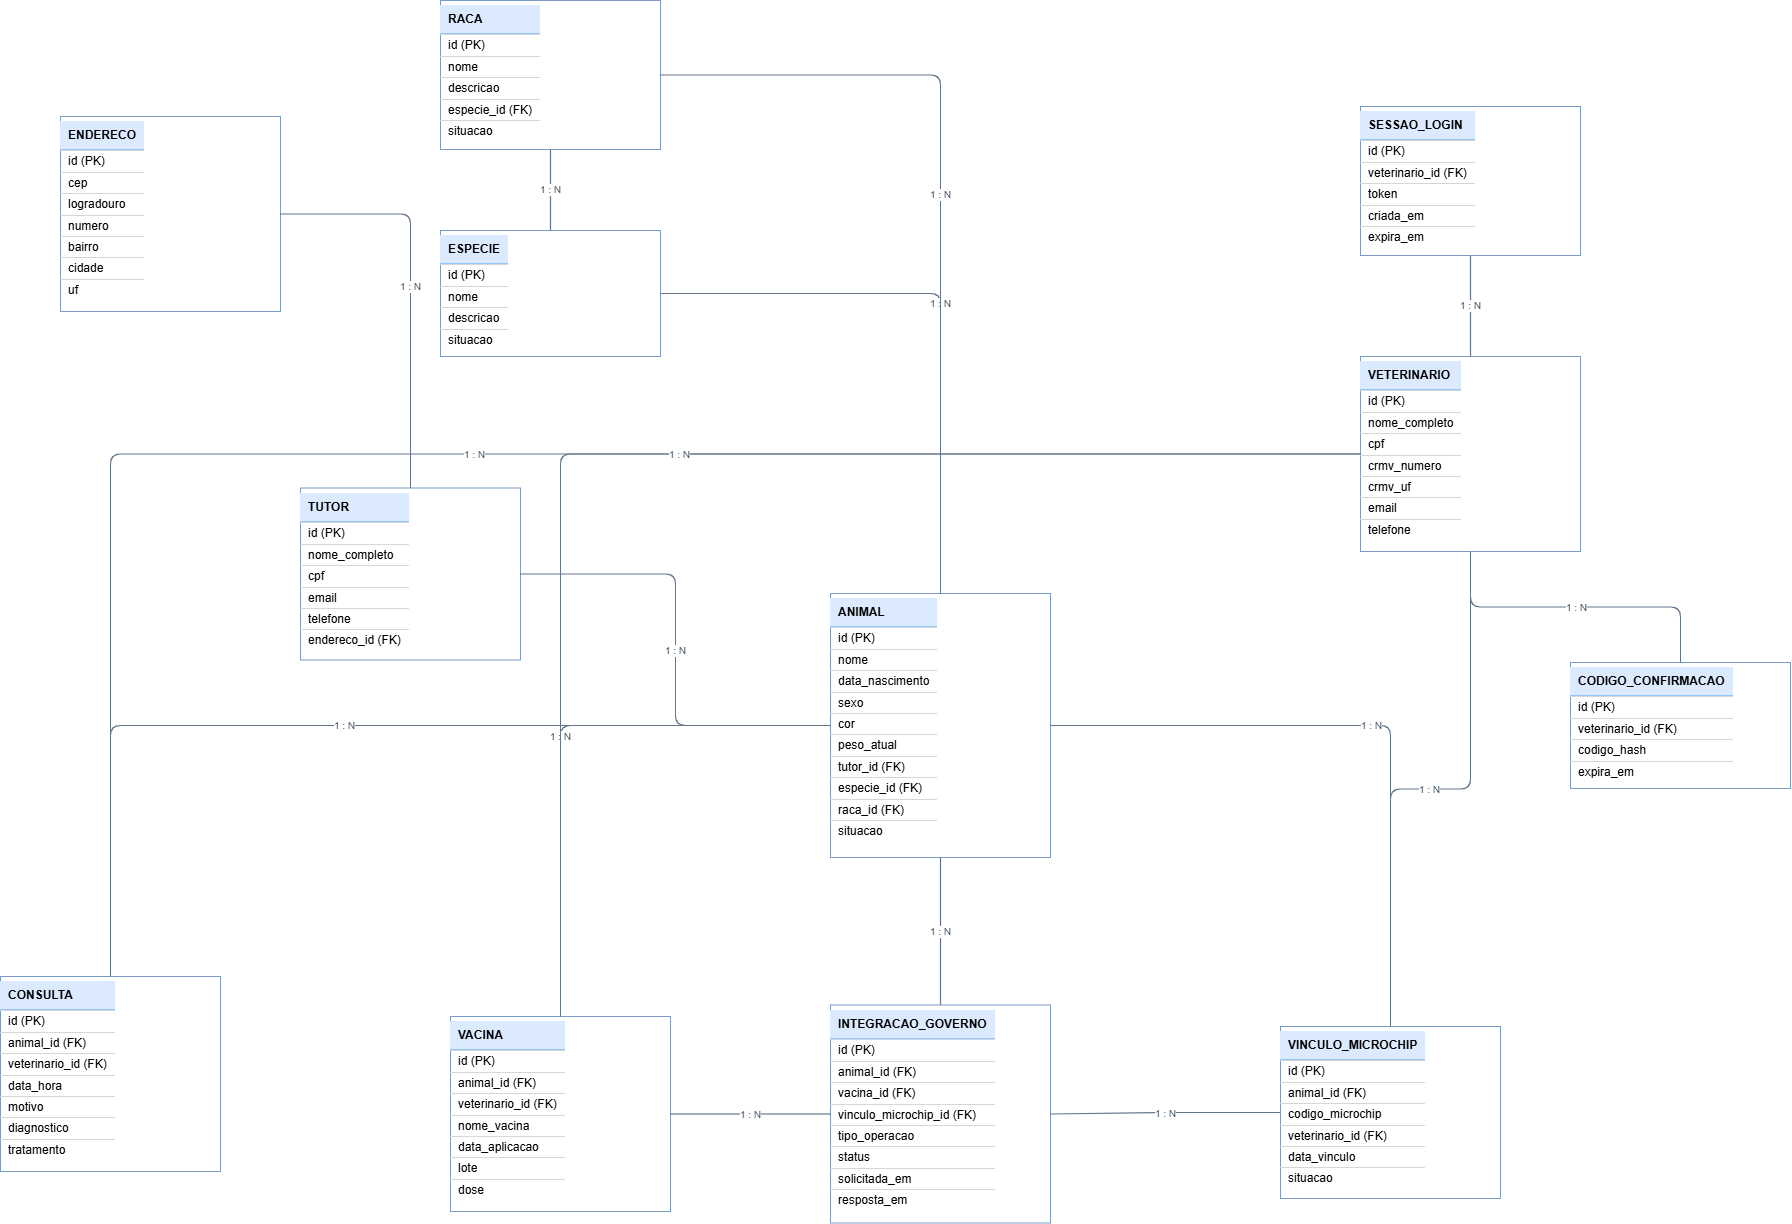 RACA
id (PK)
nome
descricao
especie_id (FK)
situacao
1 : N
1 : N
ENDERECO
id (PK)
cep
logradouro
numero
bairro
cidade
uf
1 : N
ESPECIE
id (PK)
nome
descricao
situacao
1 : N
SESSAO_LOGIN
id (PK)
veterinario_id (FK)
token
criada_em
expira_em
1 : N
VETERINARIO
id (PK)
nome_completo
cpf
crmv_numero
crmv_uf
email
telefone
1 : N
1 : N
TUTOR
id (PK)
nome_completo
cpf
email
telefone
endereco_id (FK)
1 : N
ANIMAL
id (PK)
nome
data_nascimento
sexo
cor
peso_atual
tutor_id (FK)
especie_id (FK)
raca_id (FK)
situacao
1 : N
CODIGO_CONFIRMACAO
id (PK)
veterinario_id (FK)
codigo_hash
expira_em
1 : N
1 : N
1 : N
1 : N
1 : N
CONSULTA
id (PK)
animal_id (FK)
veterinario_id (FK)
data_hora
motivo
diagnostico
tratamento
VACINA
id (PK)
animal_id (FK)
veterinario_id (FK)
nome_vacina
data_aplicacao
lote
dose
1 : N
INTEGRACAO_GOVERNO
id (PK)
animal_id (FK)
vacina_id (FK)
vinculo_microchip_id (FK)
tipo_operacao
status
solicitada_em
resposta_em
1 : N
VINCULO_MICROCHIP
id (PK)
animal_id (FK)
codigo_microchip
veterinario_id (FK)
data_vinculo
situacao